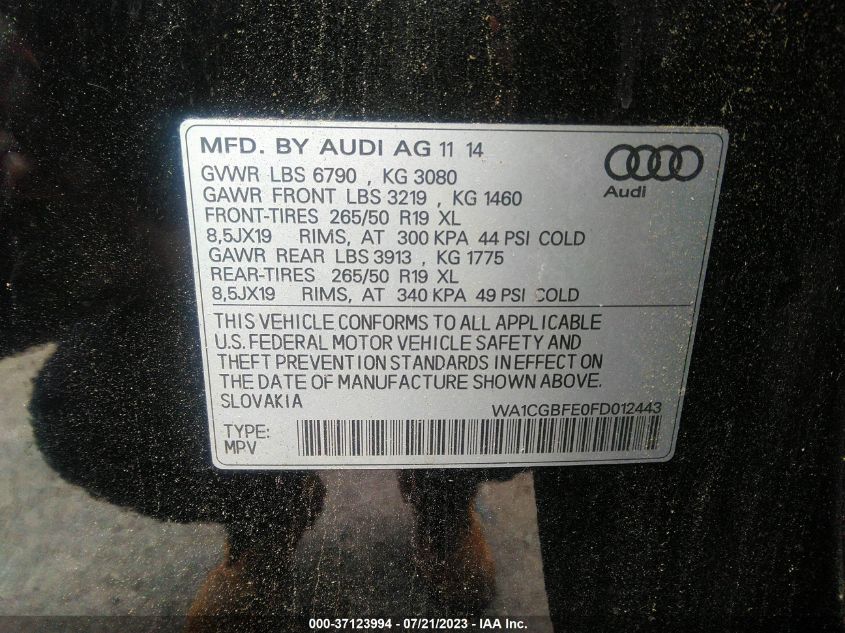 MFD. BY AUDI AG 11 14
GVWR LBS 6790 , KG 3080
GAWR FRONT LBS 3219 , KG 1460
FRONT-TIRES 265/50 R19 XL
8,5JX19 RIMS, AT 300 KPA 44 PSI COLD
GAWR REAR LBS 3913 , KG 1775
REAR-TIRES 265/50 R19 XL
8,5JX19 RIMS, AT 340 KPA 49 PSI COLD
Audi
THIS VEHICLE CONFORMS TO ALL APPLICABLE
U.S. FEDERAL MOTOR VEHICLE SAFETY AND
THEFT PREVENTION STANDARDS IN EFFECT ON
THE DATE OF MANUFACTURE SHOWN ABOVE.
SLOVAKIA
WA1CGBFE0FD012443
TYPE:
MPV
000-37123994 - 07/21/2023 - IAA Inc.